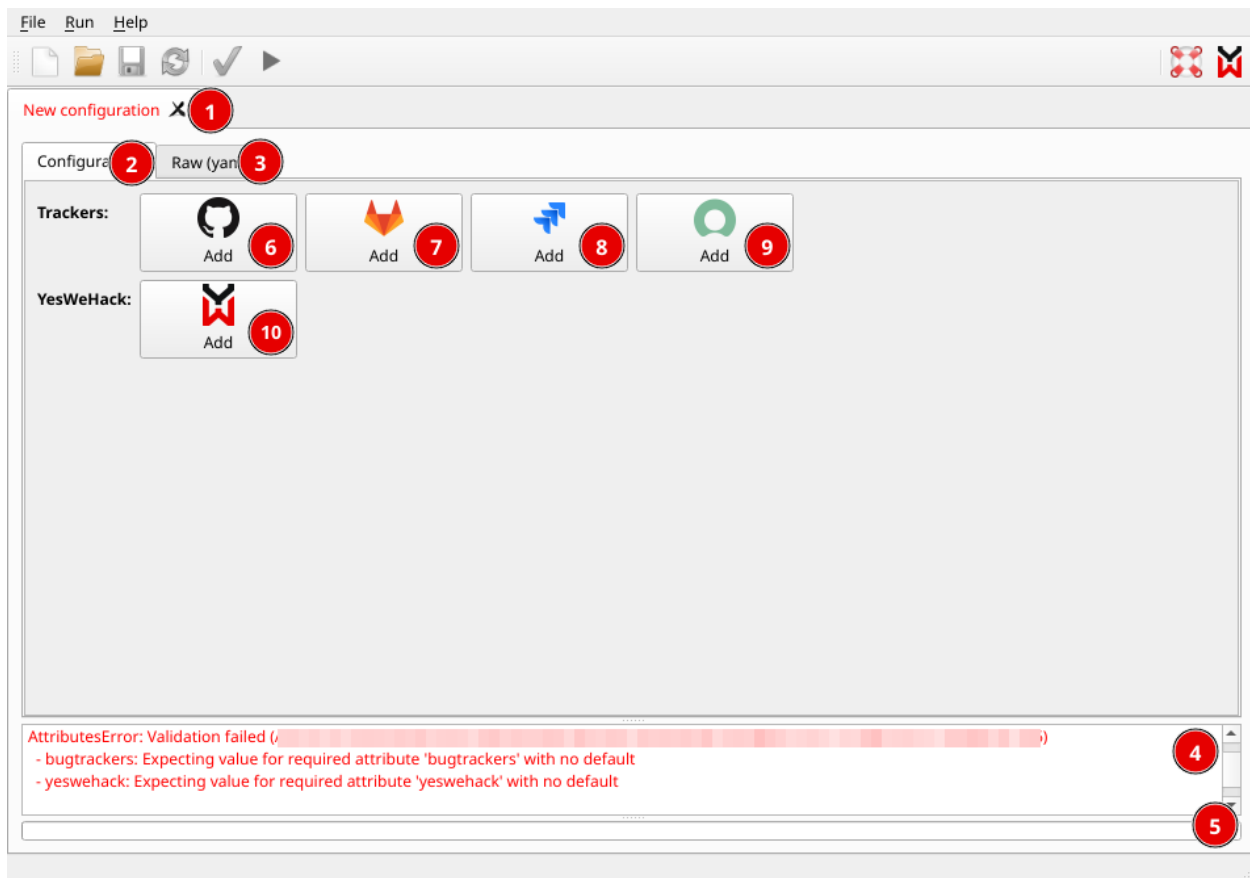 File Run Help
New configuration 1
2 Raw 3
Trackers:
Add 6
Add 7
Add 8
Add 9
YesWeHack:
Add 10
AttributesError: Validation failed (
- bugtrackers: Expecting value for required attribute 'bugtrackers' with no default
- yeswehack: Expecting value for required attribute 'yeswehack' with no default
4
5